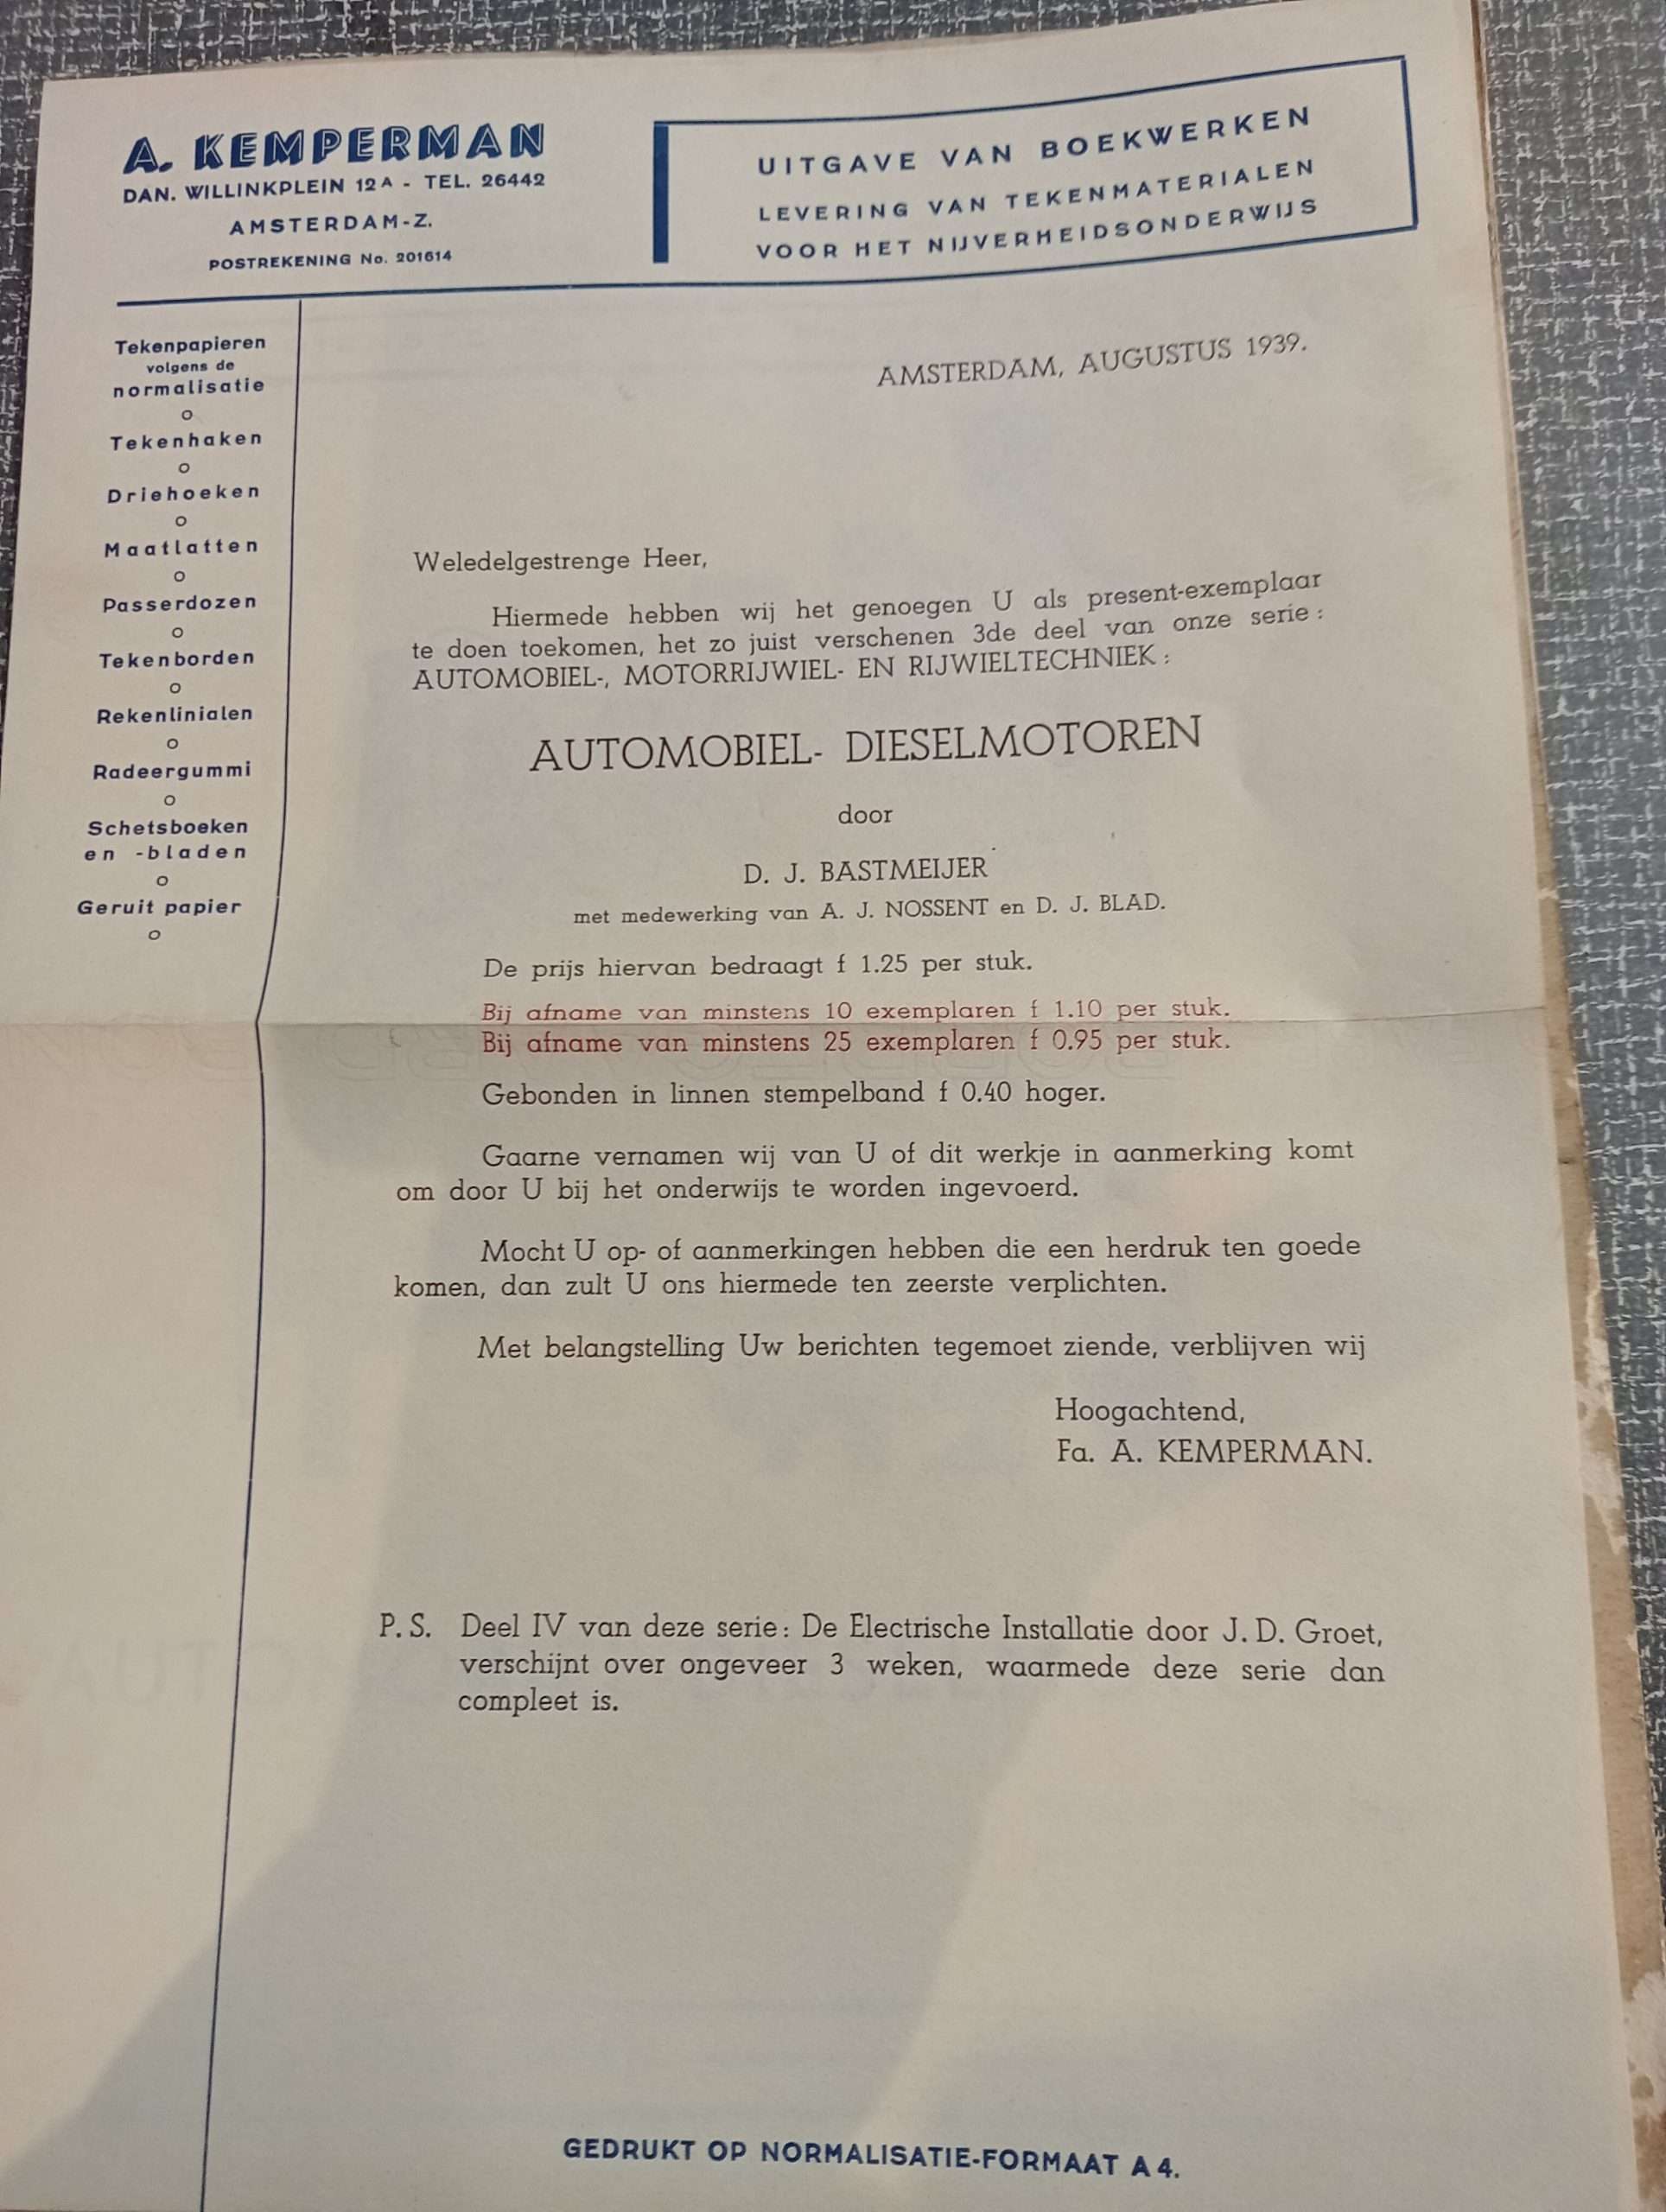 A. KEMPERMAN
DAN. WILLINKPLEIN 12A - TEL. 26442
AMSTERDAM-Z.
POSTREKENING No. 201614
UITGAVE VAN BOEKWERKEN
LEVERING VAN TEKENMATERIALEN
VOOR HET NIJVERHEIDSONDERWIJS
Tekenpapieren
volgens de
normalisatie
o
Tekenhaken
o
Driehoeken
o
Maatlatten
o
Passerdozen
o
Tekenborden
o
Rekenlinialen
o
Radeergummi
o
Schetsboeken
en -bladen
o
Geruit papier
o
AMSTERDAM, AUGUSTUS 1939.
Weledelgestrenge Heer,
Hiermede hebben wij het genoegen U als present-exemplaar
te doen toekomen, het zo juist verschenen 3de deel van onze serie :
AUTOMOBIEL-, MOTORRIJWIEL- EN RIJWIELTECHNIEK :
AUTOMOBIEL- DIESELMOTOREN
door
D. J. BASTMEIJER
met medewerking van A. J. NOSSENT en D. J. BLAD.
De prijs hiervan bedraagt f 1.25 per stuk.
Bij afname van minstens 10 exemplaren f 1.10 per stuk.
Bij afname van minstens 25 exemplaren f 0.95 per stuk.
Gebonden in linnen stempelband f 0.40 hoger.
Gaarne vernamen wij van U of dit werkje in aanmerking komt
om door U bij het onderwijs te worden ingevoerd.
Mocht U op- of aanmerkingen hebben die een herdruk ten goede
komen, dan zult U ons hiermede ten zeerste verplichten.
Met belangstelling Uw berichten tegemoet ziende, verblijven wij
Hoogachtend,
Fa. A. KEMPERMAN.
P.S. Deel IV van deze serie : De Electrische Installatie door J. D. Groet,
verschijnt over ongeveer 3 weken, waarmede deze serie dan
compleet is.
GEDRUKT OP NORMALISATIE-FORMAAT A 4.